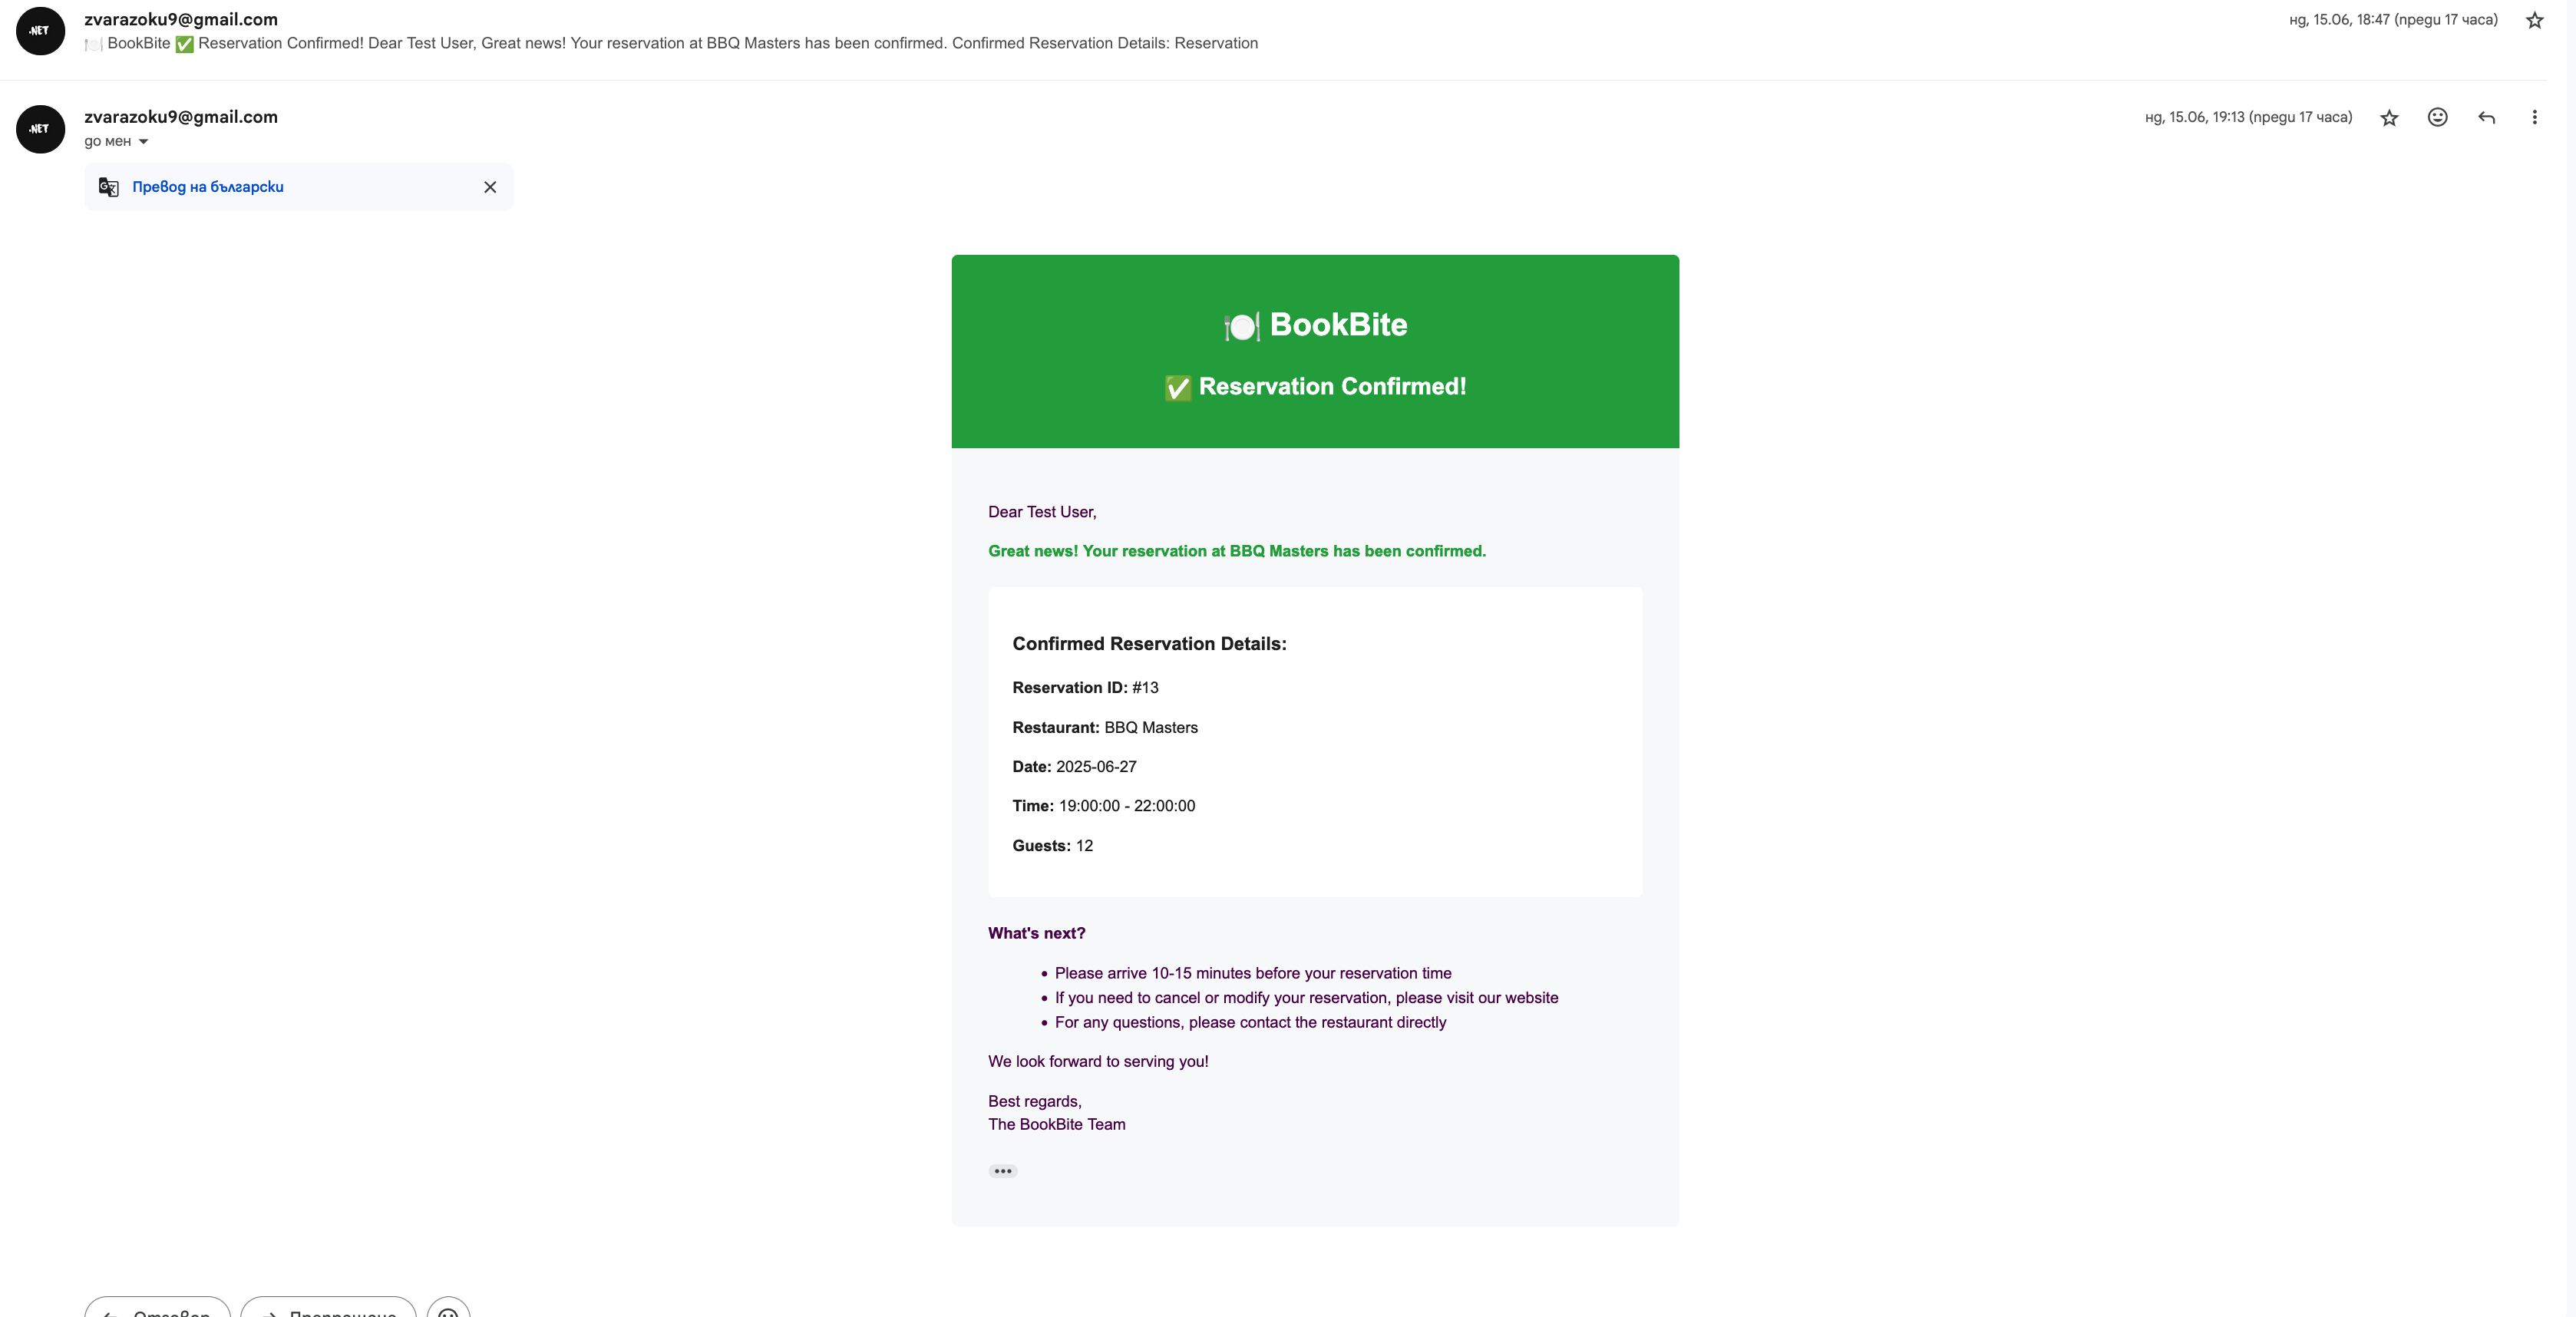 .NET
zvarazoku9@gmail.com
нд, 15.06, 18:47 (преди 17 часа)
🍽️ BookBite ✅ Reservation Confirmed! Dear Test User, Great news! Your reservation at BBQ Masters has been confirmed. Confirmed Reservation Details: Reservation
.NET
zvarazoku9@gmail.com
нд, 15.06, 19:13 (преди 17 часа)
до мен
Превод на български
🍽️ BookBite
✅ Reservation Confirmed!
Dear Test User,
Great news! Your reservation at BBQ Masters has been confirmed.
Confirmed Reservation Details:
Reservation ID: #13
Restaurant: BBQ Masters
Date: 2025-06-27
Time: 19:00:00 - 22:00:00
Guests: 12
What's next?
• Please arrive 10-15 minutes before your reservation time
• If you need to cancel or modify your reservation, please visit our website
• For any questions, please contact the restaurant directly
We look forward to serving you!
Best regards,
The BookBite Team
Отговор
Препращане